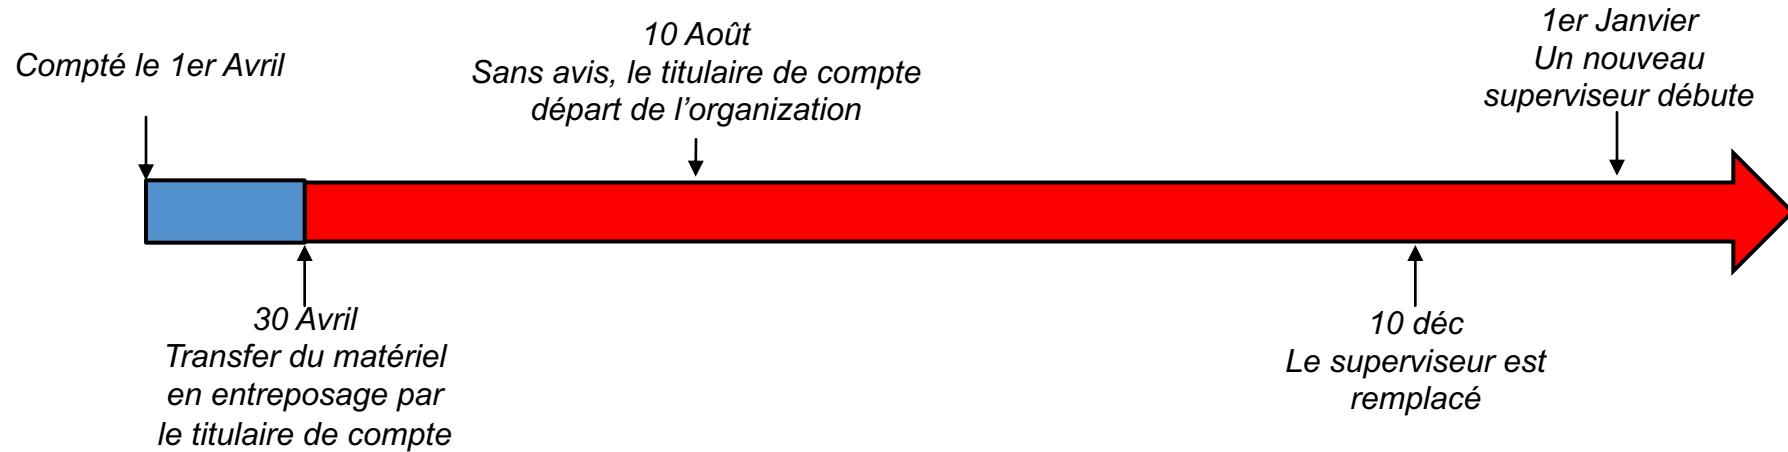 Compté le 1er Avril
10 Août
Sans avis, le titulaire de compte
départ de l’organization
1er Janvier
Un nouveau
superviseur débute
30 Avril
Transfer du matériel
en entreposage par
le titulaire de compte
10 déc
Le superviseur est
remplacé